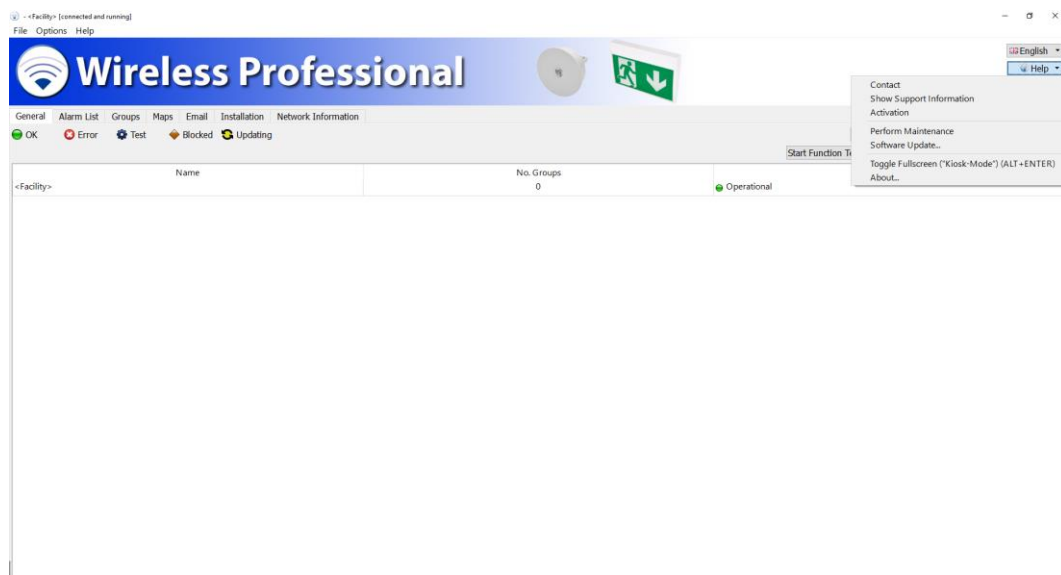 - <Facility> [connected and running]
File Options Help
Wireless Professional
English
Help
Contact
Show Support Information
Activation
Perform Maintenance
Software Update...
Toggle Fullscreen ("Kiosk-Mode") (ALT+ENTER)
About...
General Alarm List Groups Maps Email Installation Network Information
OK Error Test Blocked Updating
Start Function
Name No. Groups
<Facility> 0 Operational